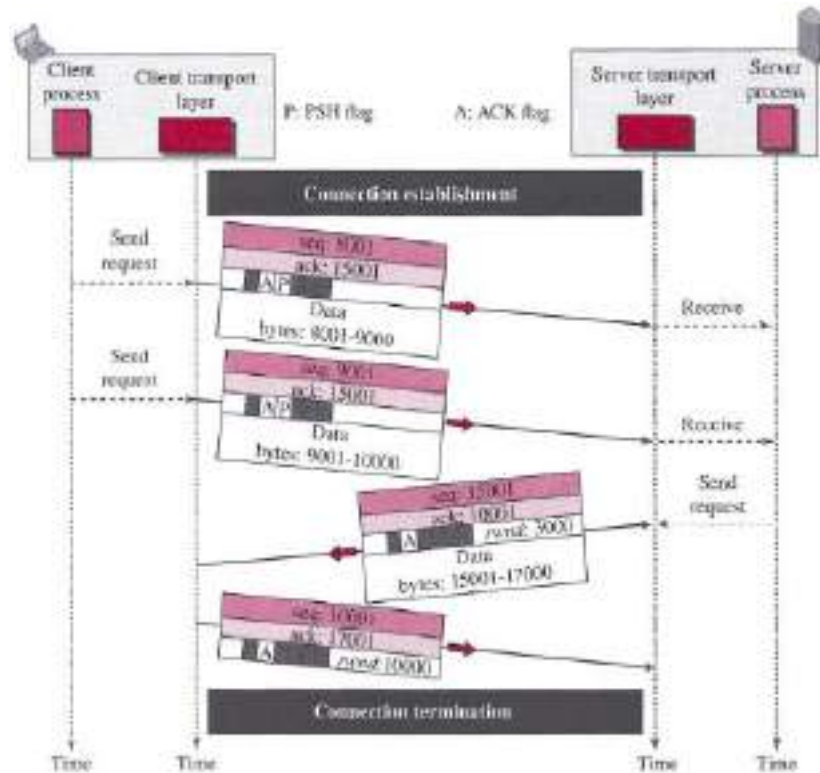 Client
process
Client transport
layer
P: PSH flag
A: ACK flag
Server transport
layer
Server
process
Connection establishment
Send
request
seq: 8001
ack: 15001
A P
Data
bytes: 8001-9000
Receive
Send
request
seq: 9001
ack: 15001
A P
Data
bytes: 9001-10000
Receive
Send
request
seq: 15001
ack: 10001
A
rwnd: 3000
Data
bytes: 15001-17000
ack: 17001
A
rwnd: 10000
Connection termination
Time
Time
Time
Time